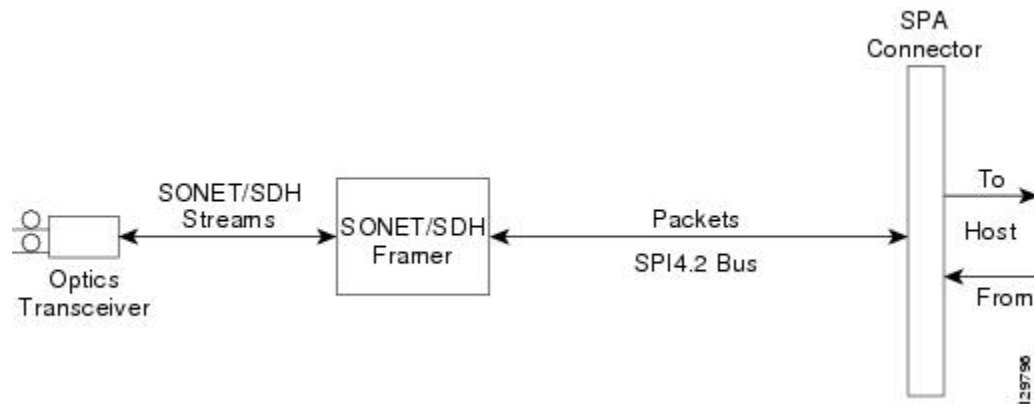 SPA
Connector
SONET/SDH
Streams
SONET/SDH
Framer
Packets
SPI4.2 Bus
To
Host
From
Optics
Transceiver
129796